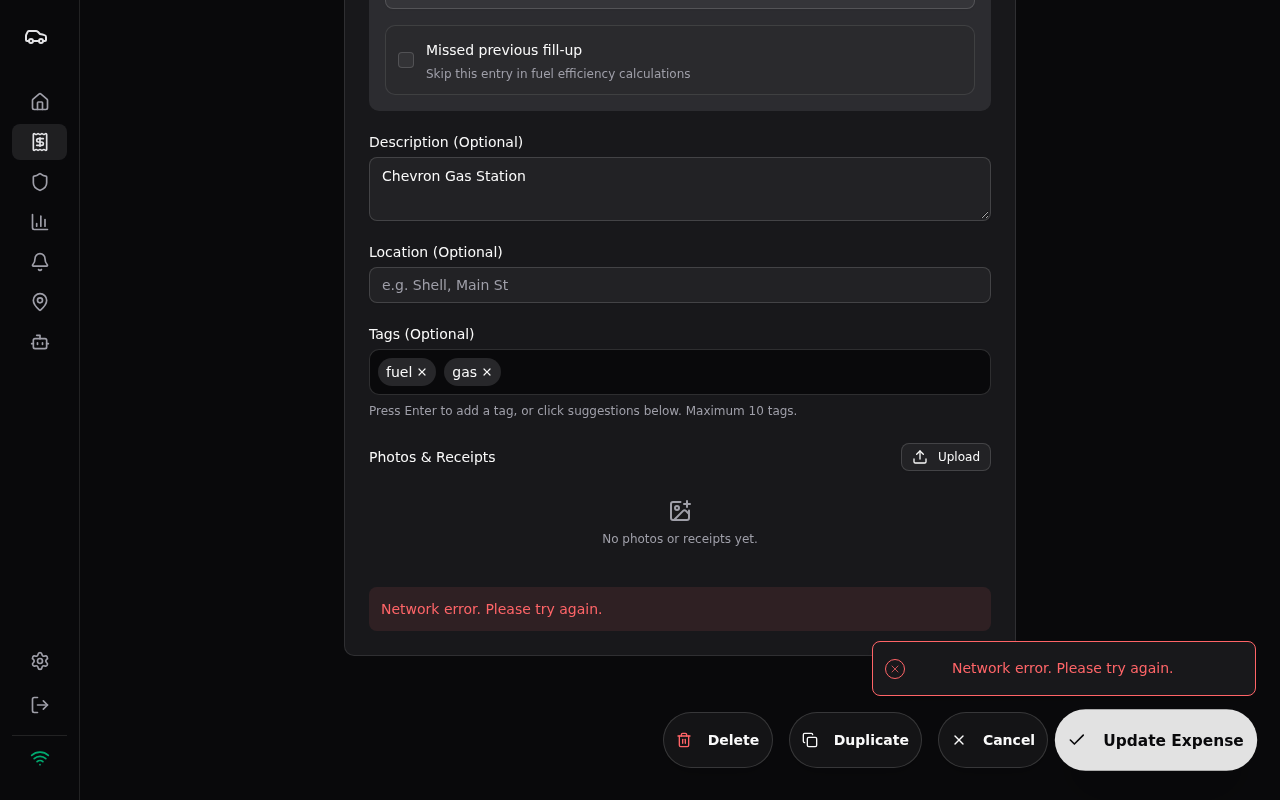 Missed previous fill-up
Skip this entry in fuel efficiency calculations
Description (Optional)
Chevron Gas Station
Location (Optional)
e.g. Shell, Main St
Tags (Optional)
fuel ✕ gas ✕
Press Enter to add a tag, or click suggestions below. Maximum 10 tags.
Photos & Receipts
Upload
No photos or receipts yet.
Network error. Please try again.
Network error. Please try again.
Delete
Duplicate
Cancel
Update Expense